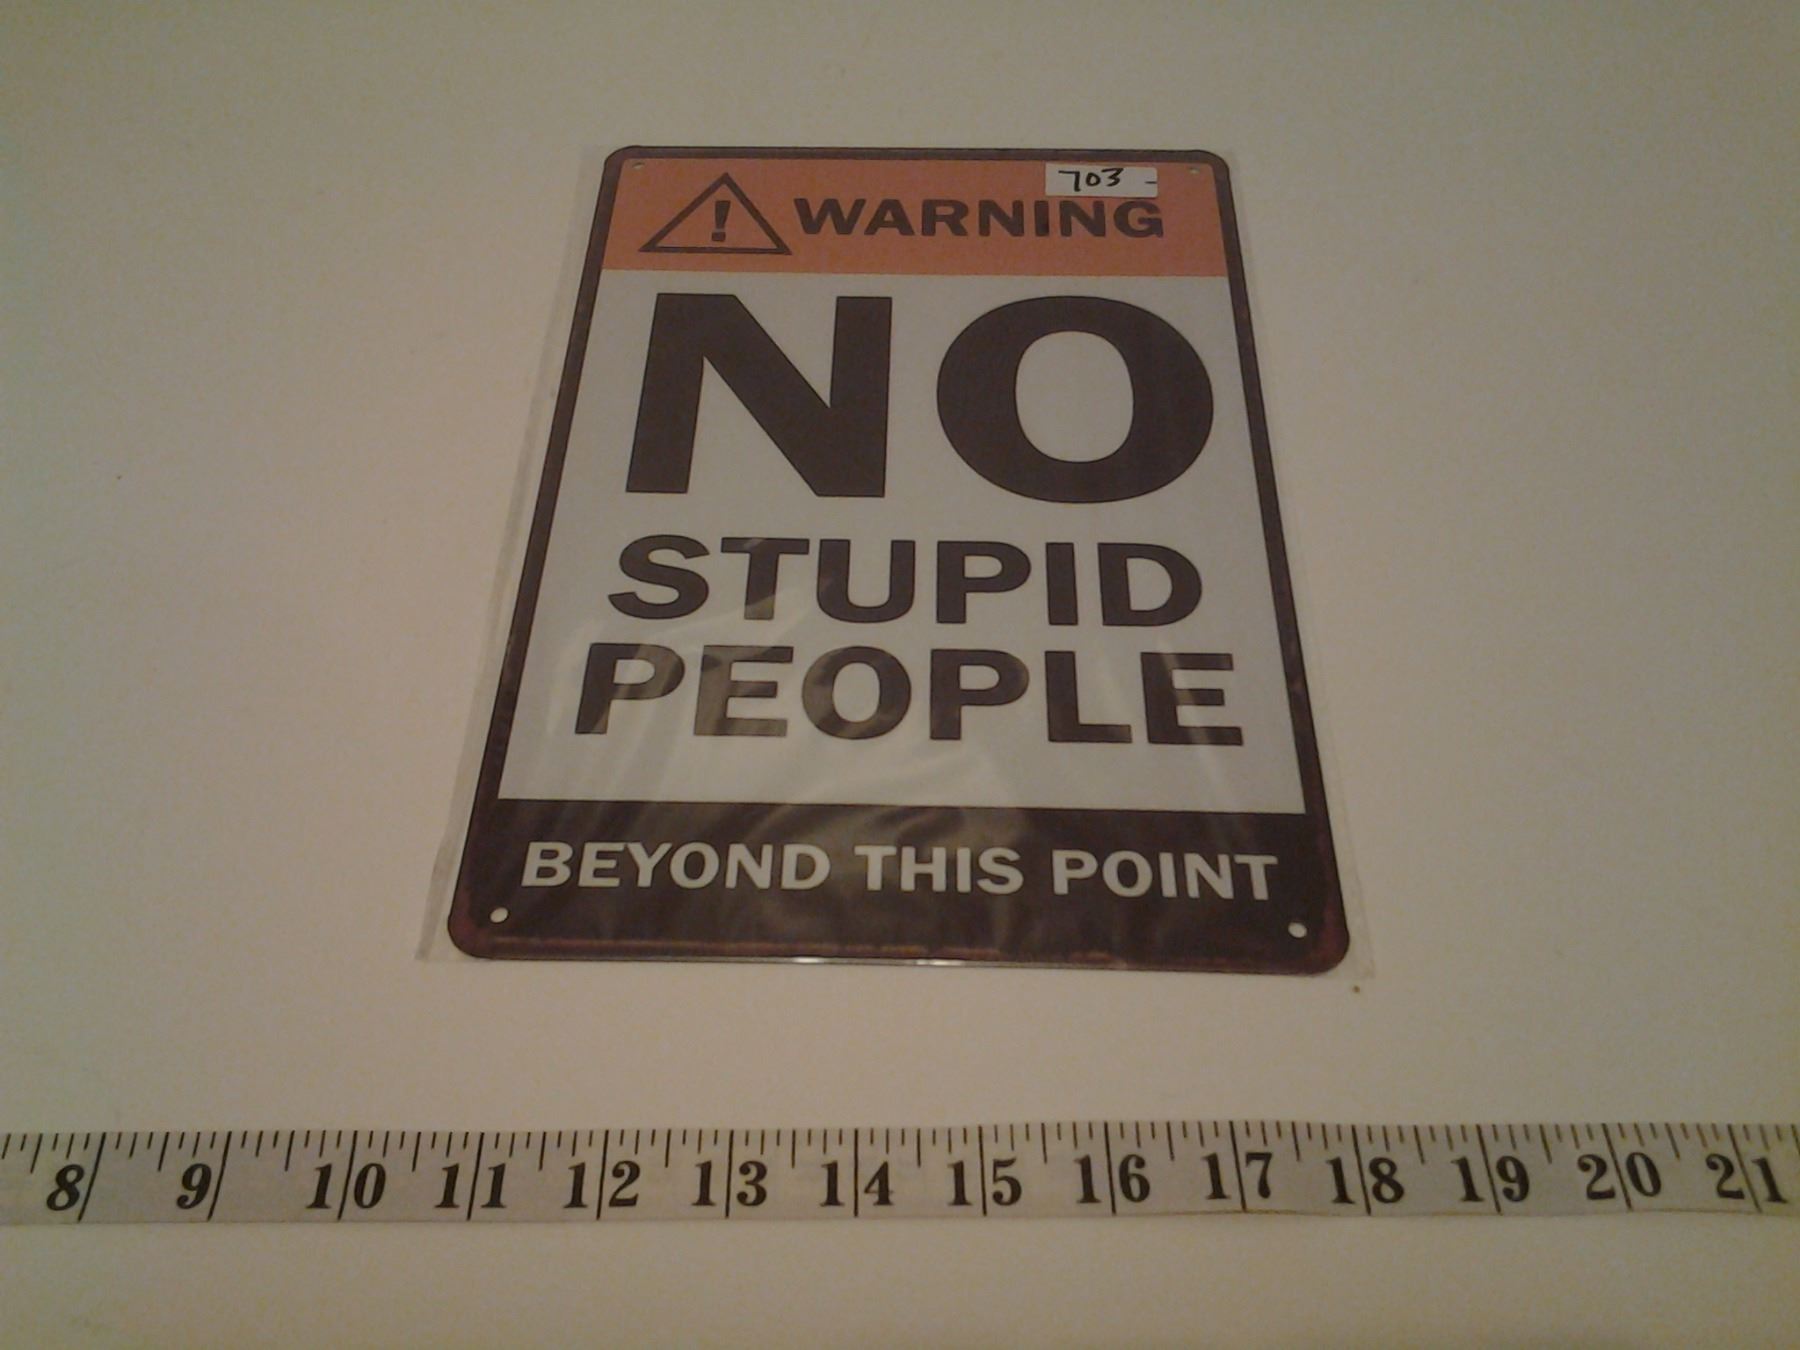 703 -
! WARNING
NO
STUPID
PEOPLE
BEYOND THIS POINT
8 9 10 11 12 13 14 15 16 17 18 19 20 21